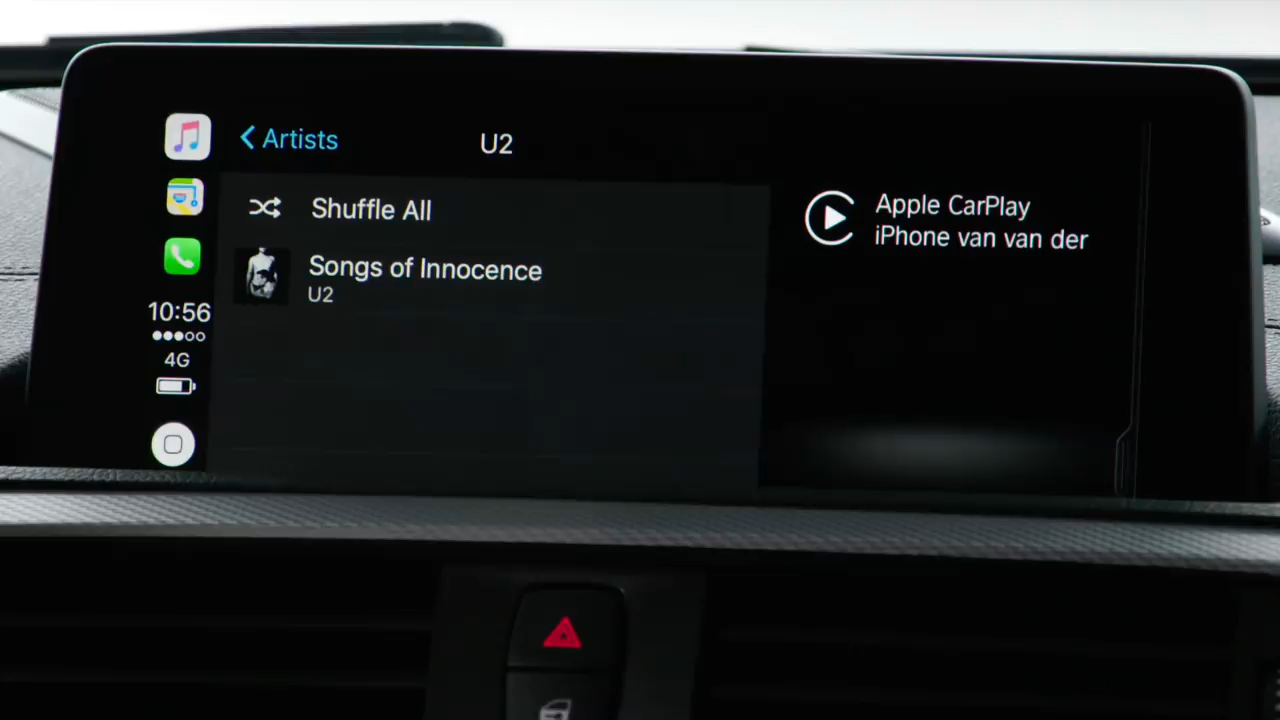 Artists
U2
Shuffle All
Songs of Innocence
U2
10:56
4G
Apple CarPlay
iPhone van van der